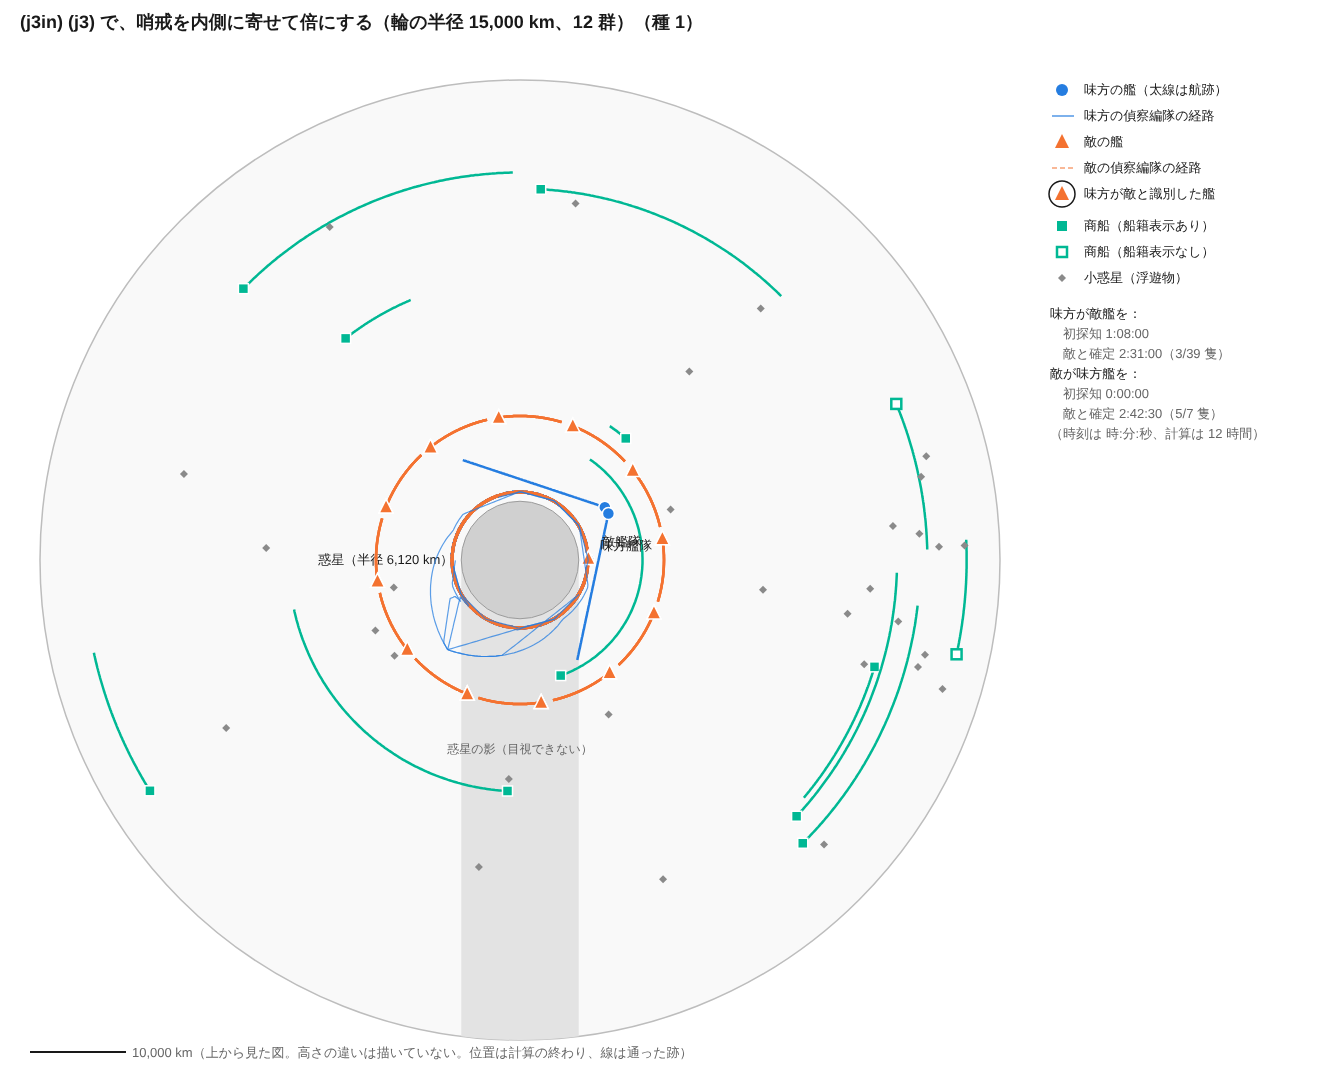 (j3in) (j3) で、哨戒を内側に寄せて倍にする（輪の半径 15,000 km、12 群）（種 1）
味方の艦（太線は航跡）
味方の偵察編隊の経路
敵の艦
敵の偵察編隊の経路
味方が敵と識別した艦
商船（船籍表示あり）
商船（船籍表示なし）
小惑星（浮遊物）
味方が敵艦を：
初探知 1:08:00
敵と確定 2:31:00（3/39 隻）
敵が味方艦を：
初探知 0:00:00
敵と確定 2:42:30（5/7 隻）
（時刻は 時:分:秒、計算は 12 時間）
敵艦隊
味方艦隊
惑星（半径 6,120 km）
惑星の影（目視できない）
10,000 km（上から見た図。高さの違いは描いていない。位置は計算の終わり、線は通った跡）